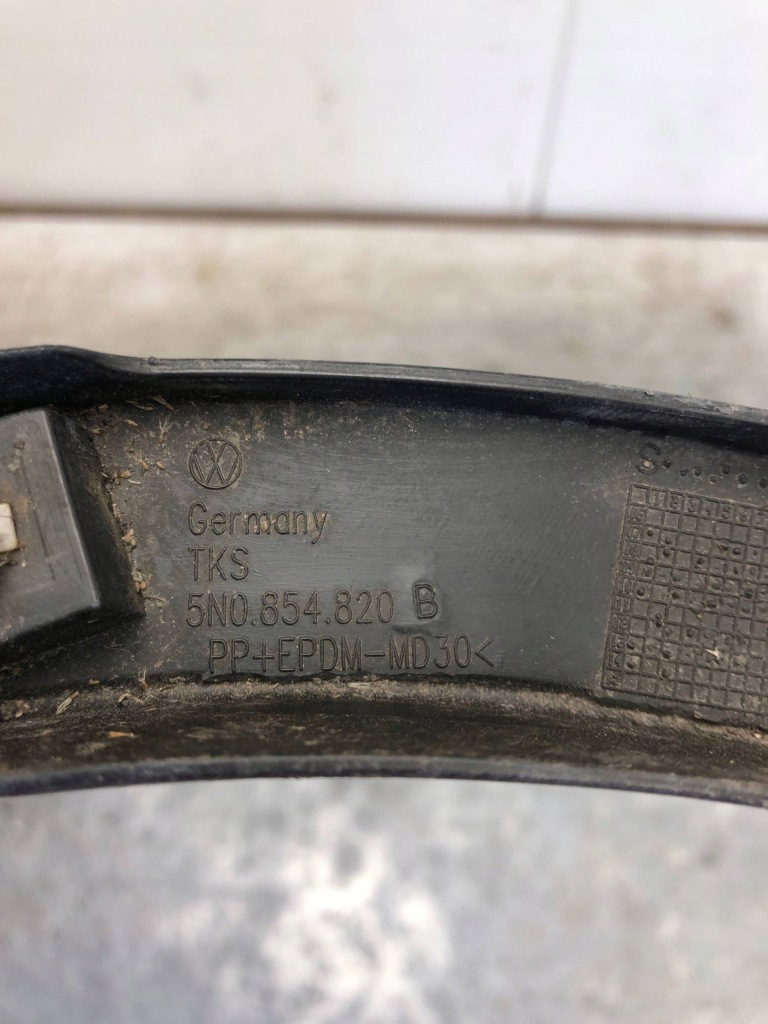 Germany
TKS
5N0.854.820 B
PP+EPDM-MD30<